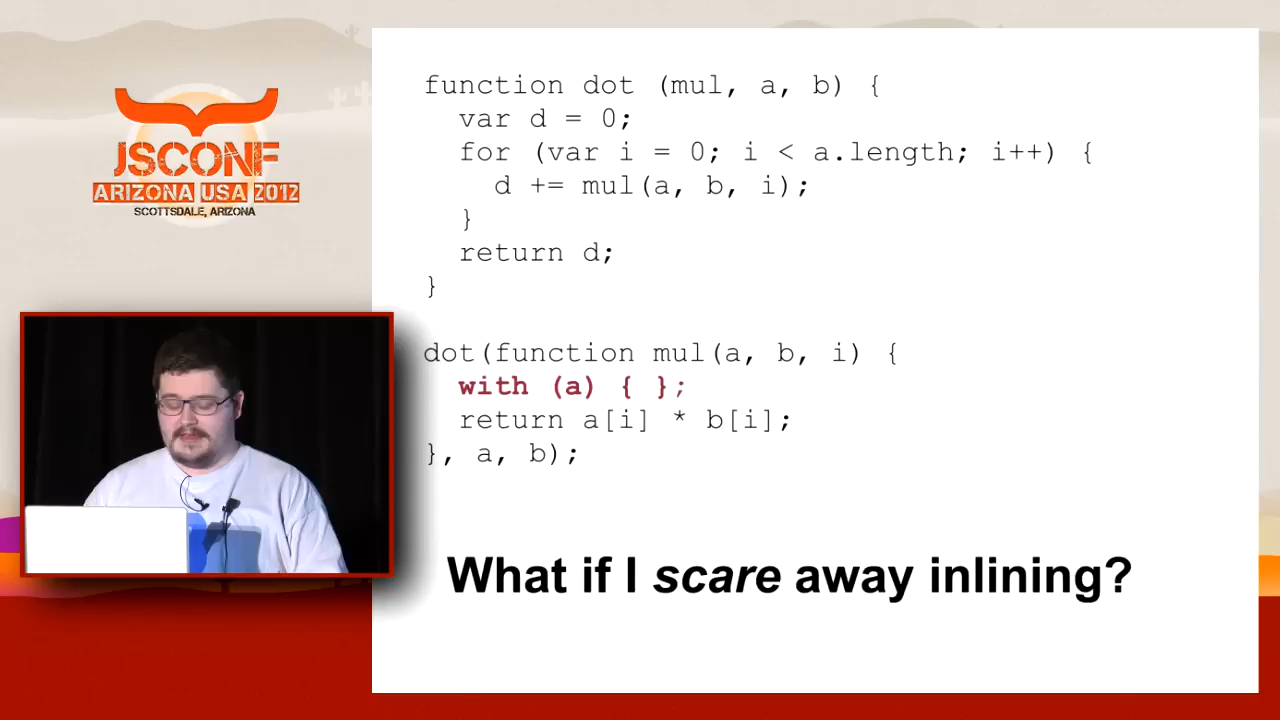 JSCONF
ARIZONA USA 2012
SCOTTSDALE, ARIZONA
function dot (mul, a, b) {
  var d = 0;
  for (var i = 0; i < a.length; i++) {
    d += mul(a, b, i);
  }
  return d;
}
dot(function mul(a, b, i) {
  with (a) { };
  return a[i] * b[i];
}, a, b);
What if I scare away inlining?